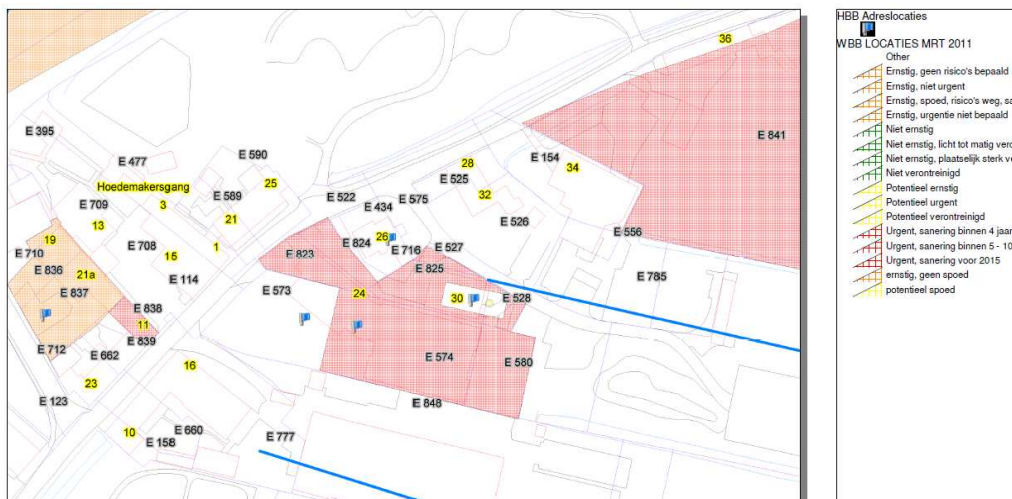 36
E 841
E 395
E 477
E 590
E 154
34
28
E 525
25
Hoedemakersgang
3
E 589
E 522
E 575
32
E 434
E 709
13
21
E 526
E 556
19
1
26
E 824
E 716
E 527
E 710
E 708
15
E 823
E 825
E 836
21a
E 785
E 837
E 114
E 573
24
30
E 528
E 838
11
E 839
E 712
E 662
16
E 574
E 580
23
E 123
E 848
10
E 660
E 158
E 777
HBB Adreslocaties
WBB LOCATIES MRT 2011
Other
Ernstig, geen risico's bepaald
Ernstig, niet urgent
Ernstig, spoed, risico's weg, sa
Ernstig, urgentie niet bepaald
Niet ernstig
Niet ernstig, licht tot matig vero
Niet ernstig, plaatselijk sterk ve
Niet verontreinigd
Potentieel ernstig
Potentieel urgent
Potentieel verontreinigd
Urgent, sanering binnen 4 jaar
Urgent, sanering binnen 5 - 10
Urgent, sanering voor 2015
ernstig, geen spoed
potentieel spoed